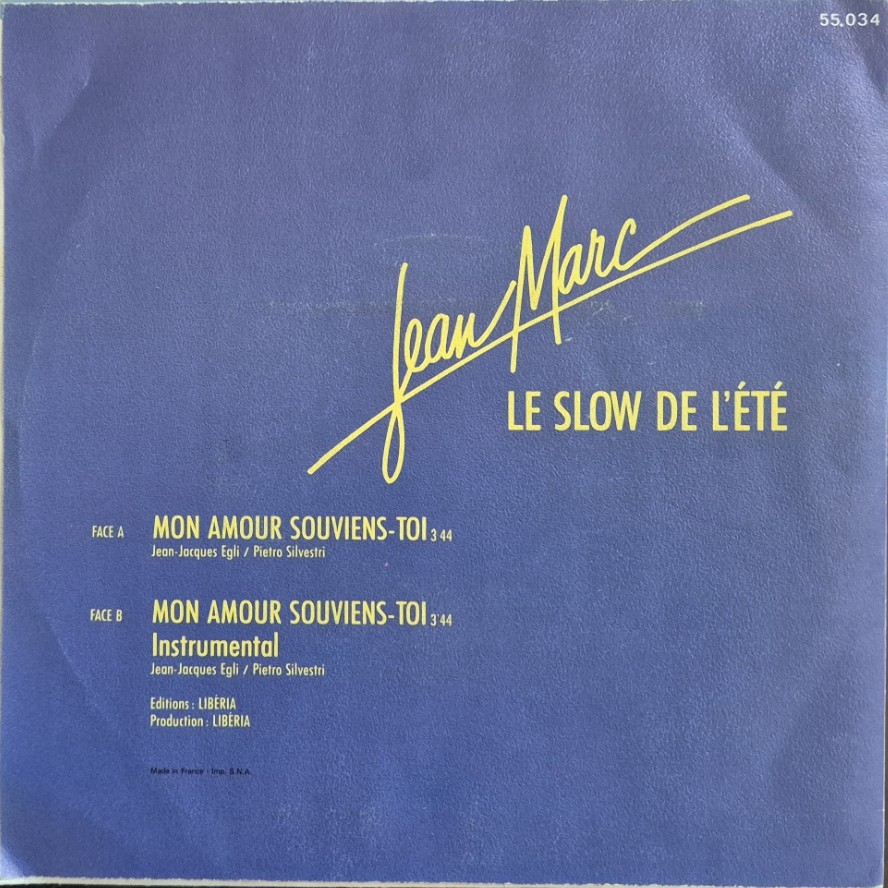 55.034
Jean Marc
LE SLOW DE L'ÉTÉ
FACE A MON AMOUR SOUVIENS-TOI 3'44
Jean-Jacques Egli / Pietro Silvestri
FACE B MON AMOUR SOUVIENS-TOI 3'44
Instrumental
Jean-Jacques Egli / Pietro Silvestri
Editions : LIBÉRIA
Production : LIBÉRIA
Made in France - Imp. S.N.A.